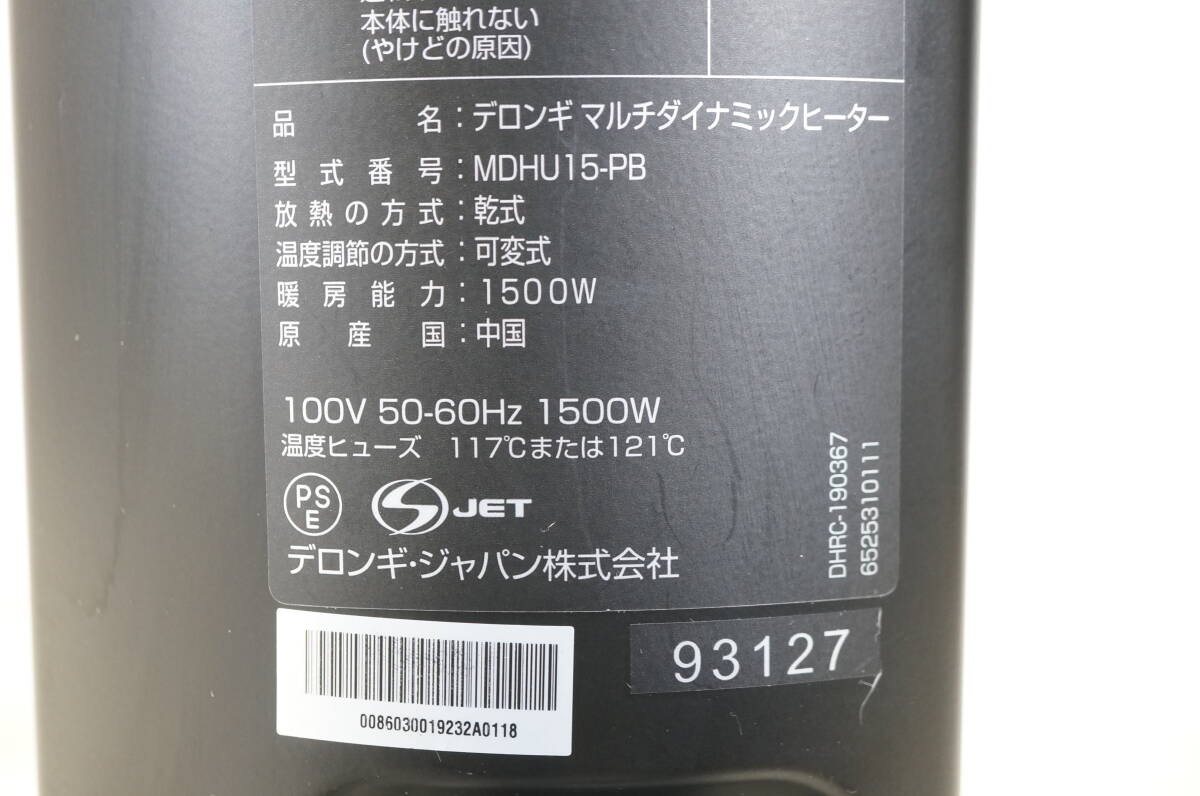 本体に触れない
(やけどの原因)
品名：デロンギ マルチダイナミックヒーター
型式番号：MDHU15-PB
放熱の方式：乾式
温度調節の方式：可変式
暖房能力：1500W
原産国：中国
100V 50-60Hz 1500W
温度ヒューズ 117℃または121℃
PS
E
S JET
デロンギ・ジャパン株式会社
DHRC-190367
6525310111
0086030019232A0118
93127